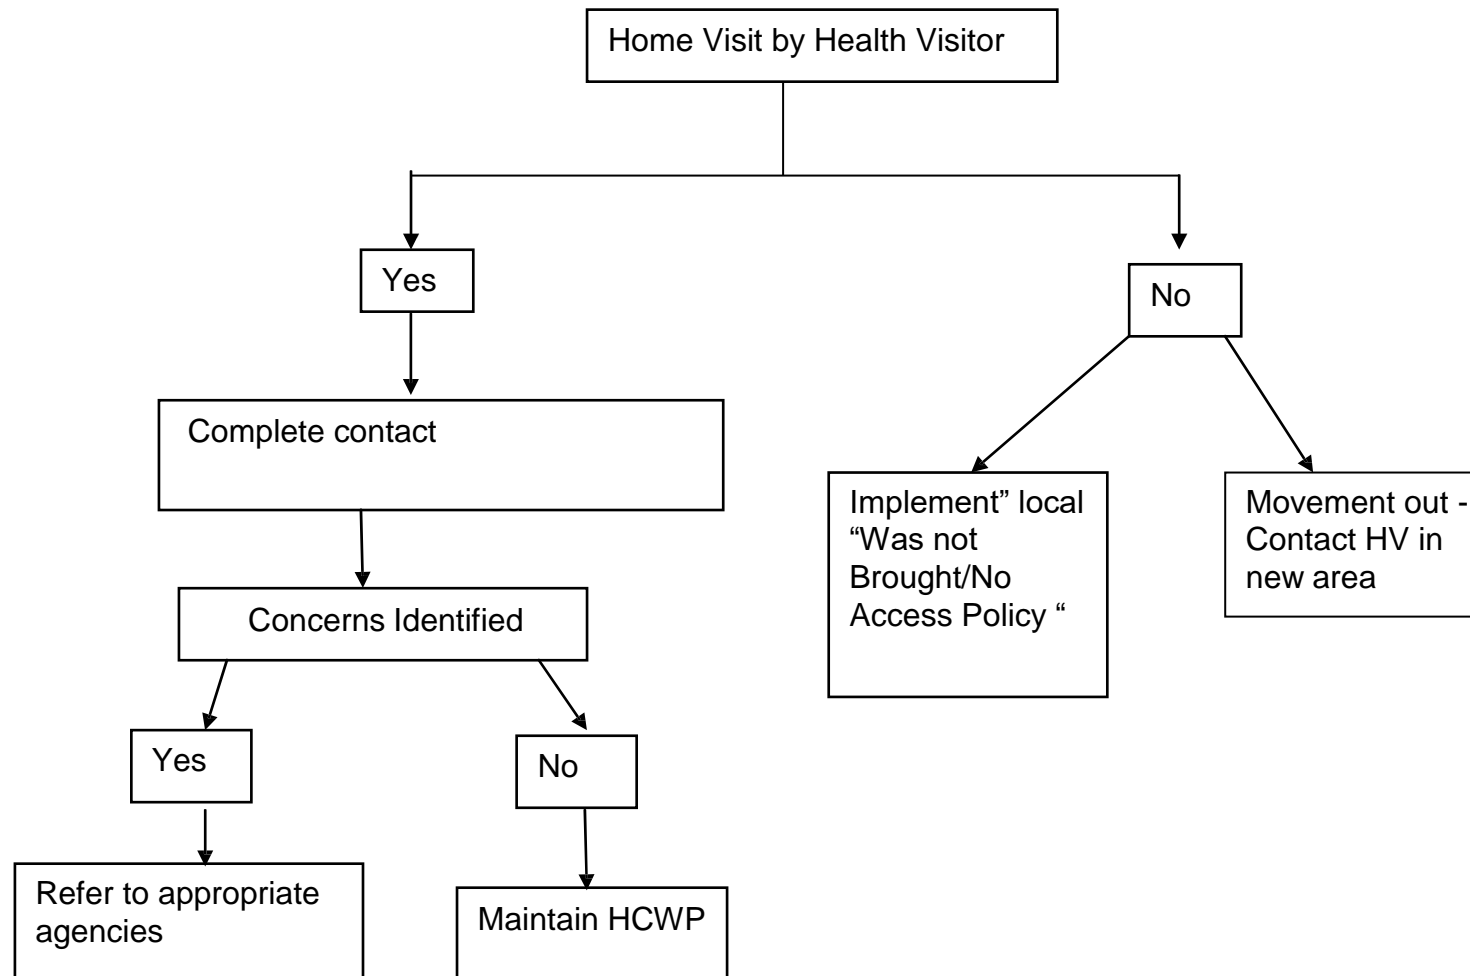 Home Visit by Health Visitor
Yes
No
Complete contact
Implement” local
“Was not
Brought/No
Access Policy “
Movement out -
Contact HV in
new area
Concerns Identified
Yes
No
Refer to appropriate
agencies
Maintain HCWP